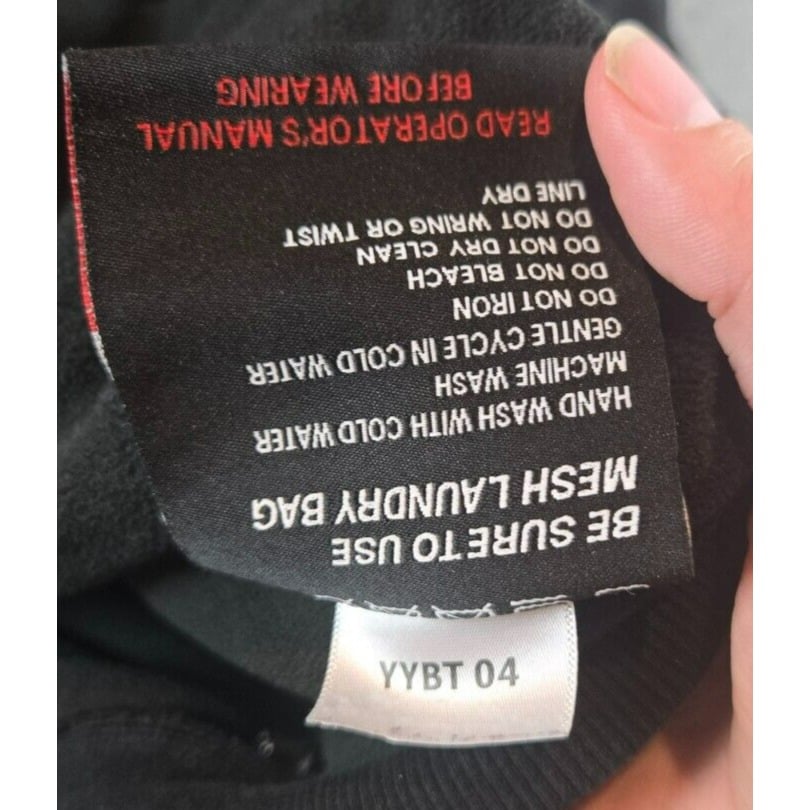 BE SURE TO USE
MESH LAUNDRY BAG
HAND WASH WITH COLD WATER
MACHINE WASH
GENTLE CYCLE IN COLD WATER
DO NOT IRON
DO NOT BLEACH
DO NOT DRY CLEAN
DO NOT WRING OR TWIST
LINE DRY
READ OPERATOR'S MANUAL
BEFORE WEARING
YYBT 04